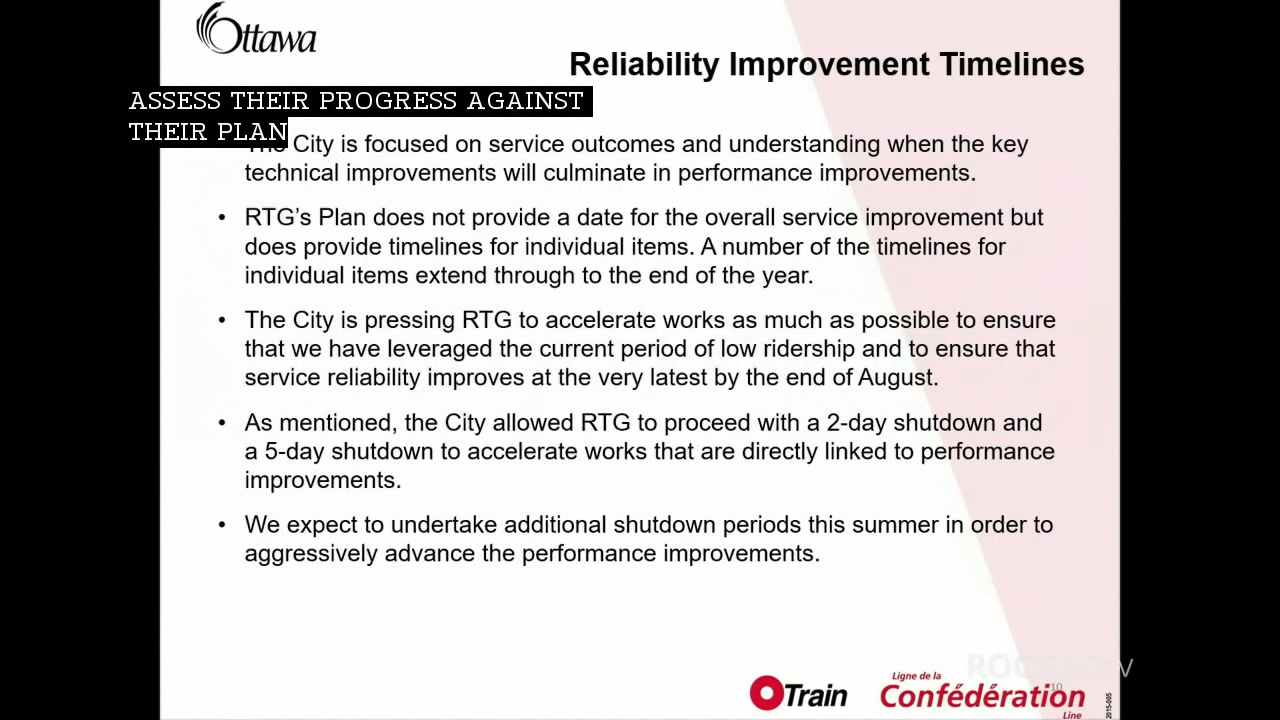 Ottawa
Reliability Improvement Timelines
ASSESS THEIR PROGRESS AGAINST
THEIR PLAN
The City is focused on service outcomes and understanding when the key
technical improvements will culminate in performance improvements.
• RTG’s Plan does not provide a date for the overall service improvement but
does provide timelines for individual items. A number of the timelines for
individual items extend through to the end of the year.
• The City is pressing RTG to accelerate works as much as possible to ensure
that we have leveraged the current period of low ridership and to ensure that
service reliability improves at the very latest by the end of August.
• As mentioned, the City allowed RTG to proceed with a 2-day shutdown and
a 5-day shutdown to accelerate works that are directly linked to performance
improvements.
• We expect to undertake additional shutdown periods this summer in order to
aggressively advance the performance improvements.
10
OTrain
Ligne de la
Confédération
Line
2015-005